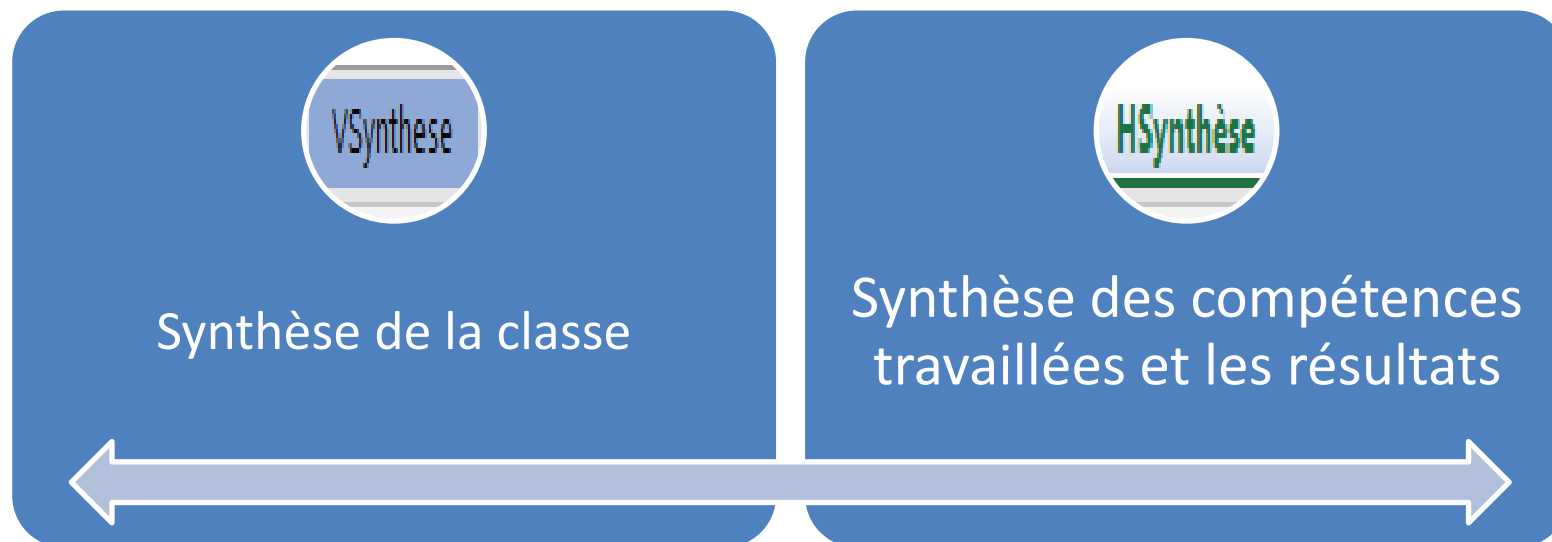 VSynthese
Synthèse de la classe
HSynthèse
Synthèse des compétences
travaillées et les résultats